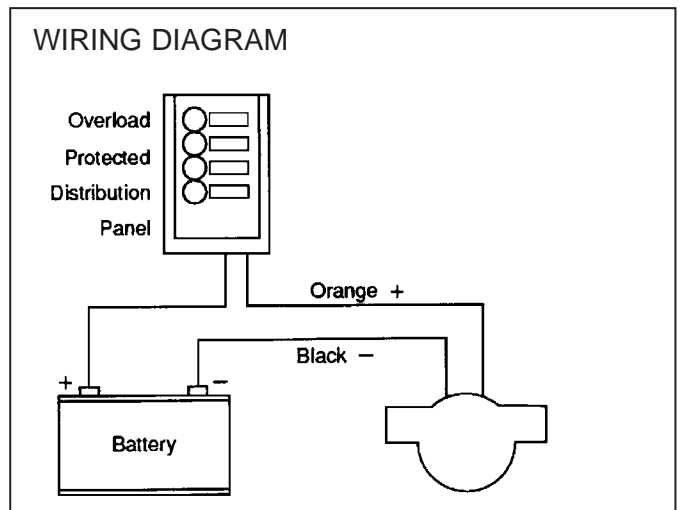 WIRING DIAGRAM
Overload
Protected
Distribution
Panel
Orange +
Black −
+ −
Battery